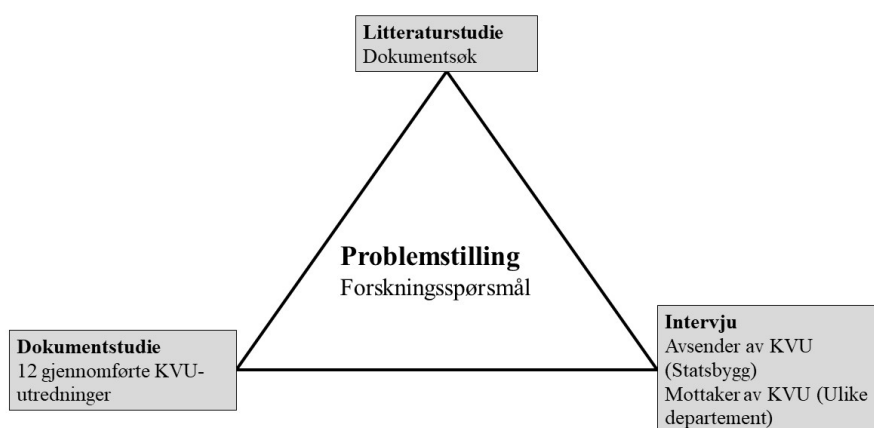 Litteraturstudie
Dokumentsøk
Problemstilling
Forskningsspørsmål
Dokumentstudie
12 gjennomførte KVU-
utredninger
Intervju
Avsender av KVU
(Statsbygg)
Mottaker av KVU (Ulike
departement)